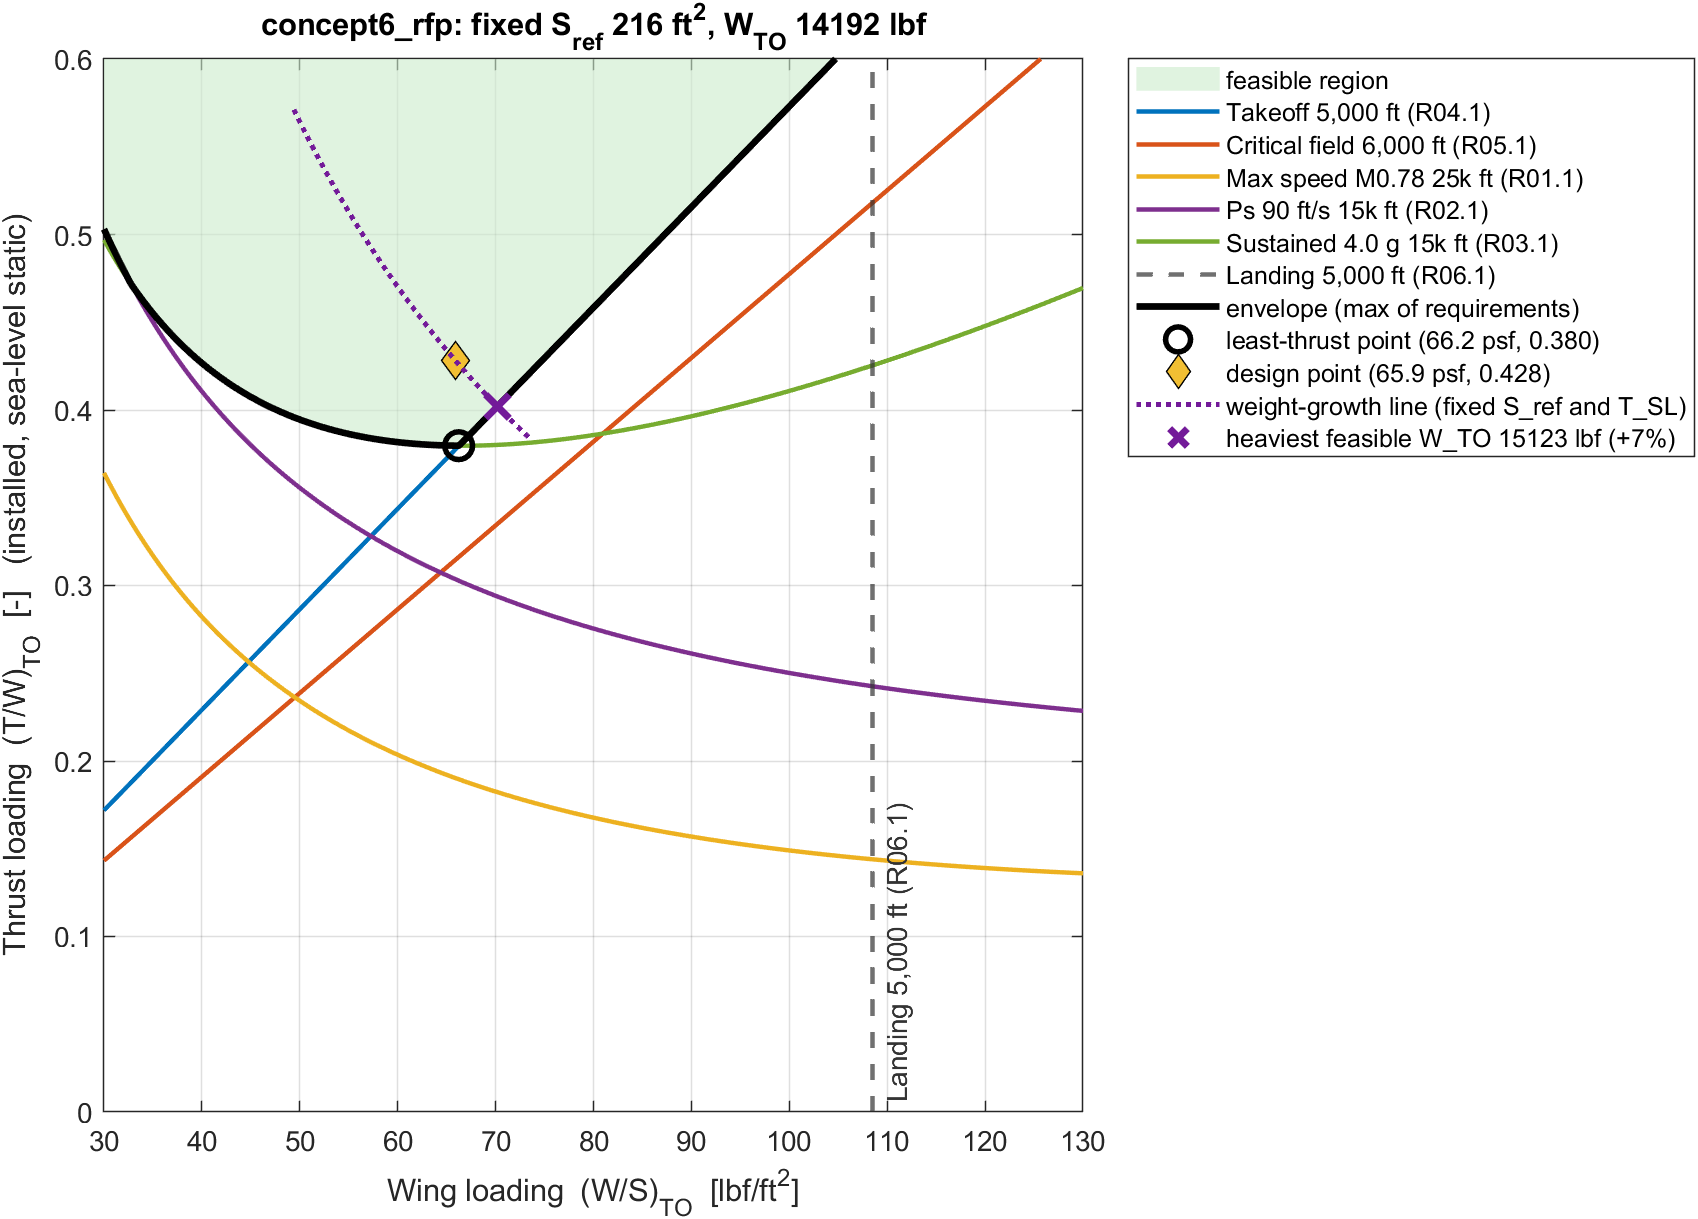 concept6_rfp: fixed S_ref 216 ft², W_TO 14192 lbf
Thrust loading (T/W)_TO [-] (installed, sea-level static)
0.6
0.5
0.4
0.3
0.2
0.1
0
30 40 50 60 70 80 90 100 110 120 130
Wing loading (W/S)_TO [lbf/ft²]
Landing 5,000 ft (R06.1)
feasible region
Takeoff 5,000 ft (R04.1)
Critical field 6,000 ft (R05.1)
Max speed M0.78 25k ft (R01.1)
Ps 90 ft/s 15k ft (R02.1)
Sustained 4.0 g 15k ft (R03.1)
Landing 5,000 ft (R06.1)
envelope (max of requirements)
least-thrust point (66.2 psf, 0.380)
design point (65.9 psf, 0.428)
weight-growth line (fixed S_ref and T_SL)
heaviest feasible W_TO 15123 lbf (+7%)